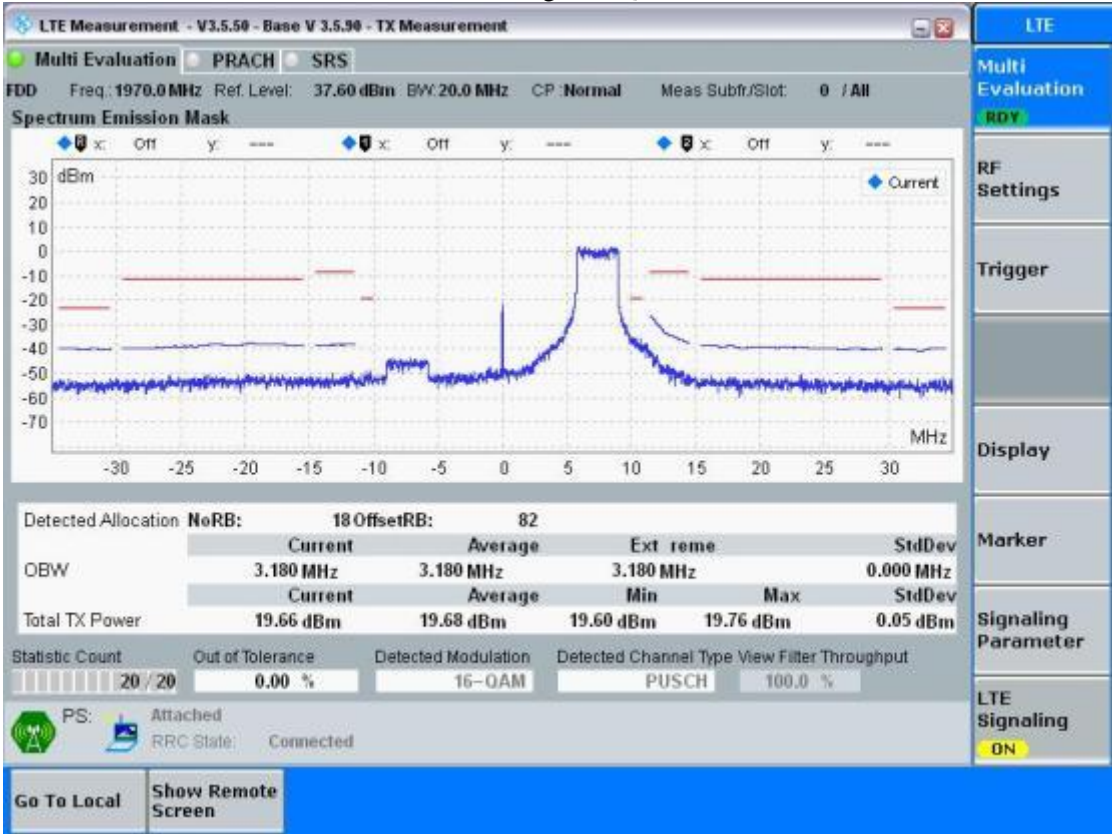 LTE Measurement - V3.5.50 - Base V 3.5.90 - TX Measurement
LTE
Multi Evaluation PRACH SRS
FDD Freq.: 1970.0 MHz Ref. Level: 37.60 dBm BW: 20.0 MHz CP :Normal Meas Subfr./Slot: 0 / All
Spectrum Emission Mask
x: Off y: --- x: Off y: --- x: Off y: ---
dBm
Current
30
20
10
0
-10
-20
-30
-40
-50
-60
-70
MHz
-30 -25 -20 -15 -10 -5 0 5 10 15 20 25 30
Detected Allocation NoRB: 18 OffsetRB: 82
Current Average Ext reme StdDev
OBW 3.180 MHz 3.180 MHz 3.180 MHz 0.000 MHz
Current Average Min Max StdDev
Total TX Power 19.66 dBm 19.68 dBm 19.60 dBm 19.76 dBm 0.05 dBm
Statistic Count Out of Tolerance Detected Modulation Detected Channel Type View Filter Throughput
20 / 20 0.00 % 16-QAM PUSCH 100.0 %
PS: Attached
RRC State: Connected
Multi
Evaluation
RDY
RF
Settings
Trigger
Display
Marker
Signaling
Parameter
LTE
Signaling
ON
Go To Local
Show Remote
Screen